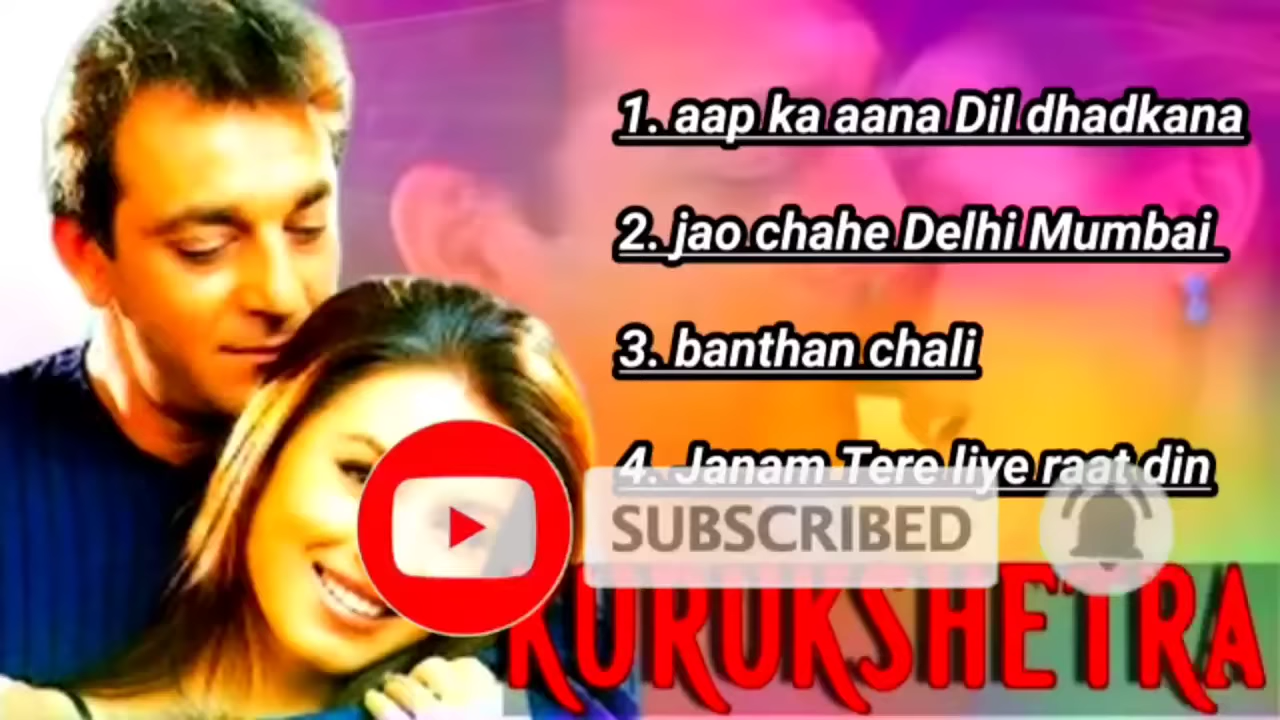 1. aap ka aana Dil dhadkana
2. jao chahe Delhi Mumbai
3. banthan chali
4. Janam Tere liye raat din
SUBSCRIBED
KURUKSHETRA